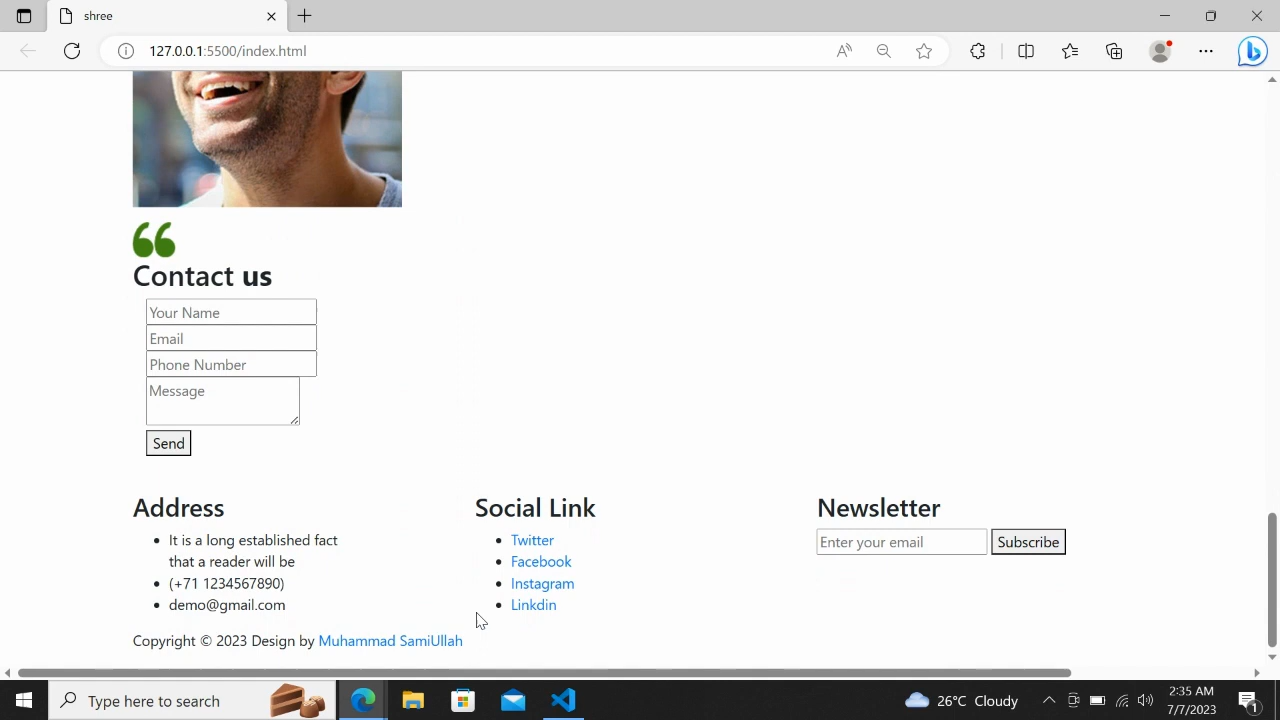 shree
127.0.0.1:5500/index.html
Contact us
Your Name
Email
Phone Number
Message
Send
Address
It is a long established fact
that a reader will be
(+71 1234567890)
demo@gmail.com
Social Link
Twitter
Facebook
Instagram
Linkdin
Newsletter
Enter your email
Subscribe
Copyright © 2023 Design by Muhammad SamiUllah
Type here to search
26°C Cloudy
2:35 AM
7/7/2023
1